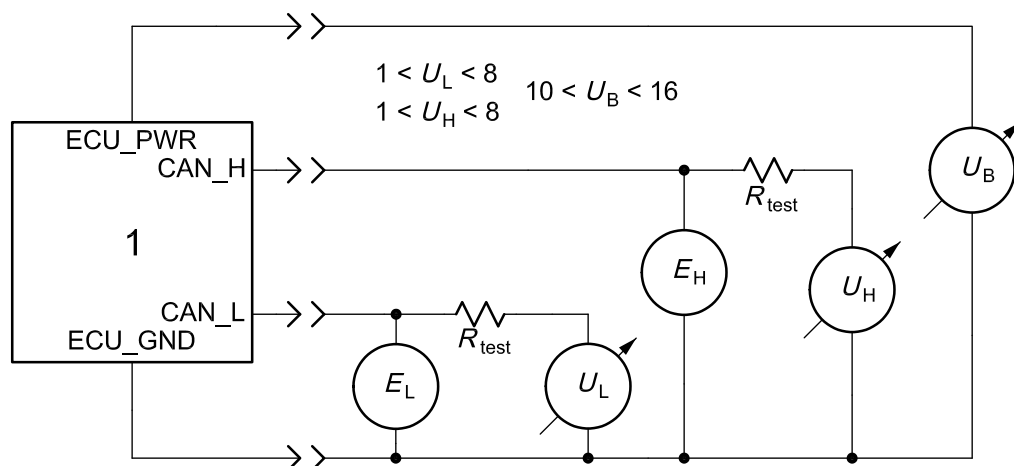 1 < U_L < 8
1 < U_H < 8
10 < U_B < 16
ECU_PWR
CAN_H
1
CAN_L
ECU_GND
R_test
U_B
E_H
U_H
R_test
E_L
U_L